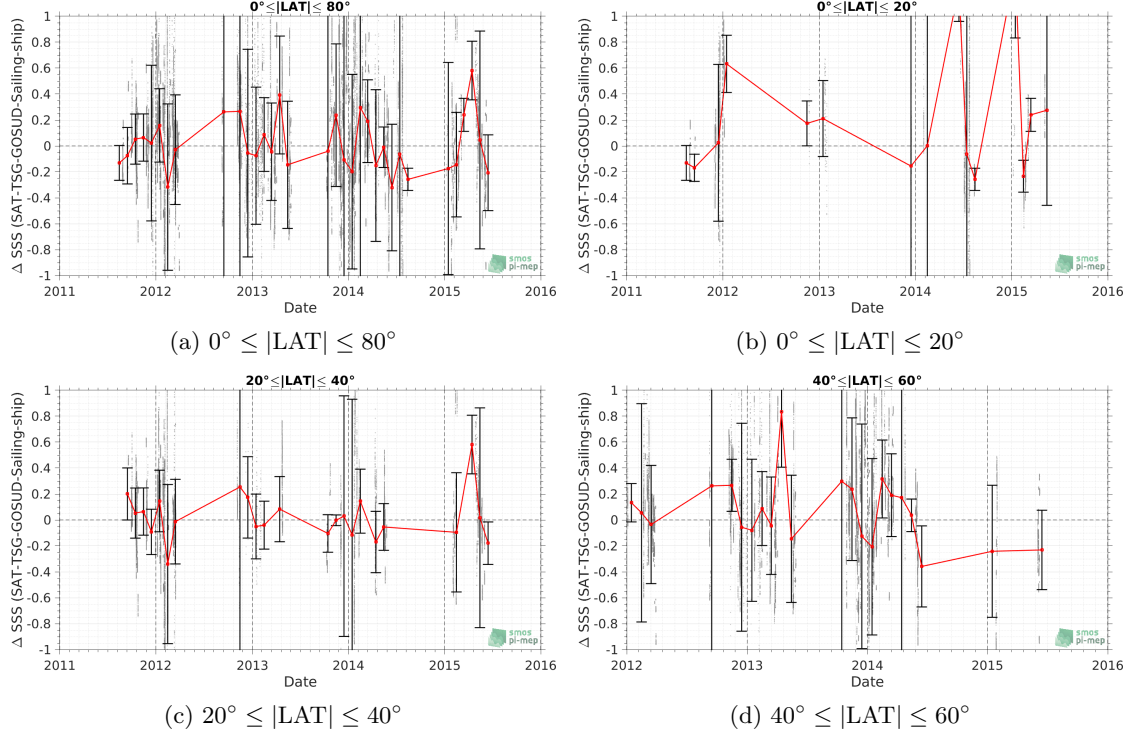 0°≤|LAT|≤ 80°
Δ SSS (SAT-TSG-GOSUD-Sailing-ship)
1
0.8
0.6
0.4
0.2
0
-0.2
-0.4
-0.6
-0.8
-1
smos
pi-mep
2011 2012 2013 2014 2015 2016
Date
(a) 0° ≤ |LAT| ≤ 80°
0°≤|LAT|≤ 20°
Δ SSS (SAT-TSG-GOSUD-Sailing-ship)
1
0.8
0.6
0.4
0.2
0
-0.2
-0.4
-0.6
-0.8
-1
smos
pi-mep
2011 2012 2013 2014 2015 2016
Date
(b) 0° ≤ |LAT| ≤ 20°
20°≤|LAT|≤ 40°
Δ SSS (SAT-TSG-GOSUD-Sailing-ship)
1
0.8
0.6
0.4
0.2
0
-0.2
-0.4
-0.6
-0.8
-1
smos
pi-mep
2011 2012 2013 2014 2015 2016
Date
(c) 20° ≤ |LAT| ≤ 40°
40°≤|LAT|≤ 60°
Δ SSS (SAT-TSG-GOSUD-Sailing-ship)
1
0.8
0.6
0.4
0.2
0
-0.2
-0.4
-0.6
-0.8
-1
smos
pi-mep
2012 2013 2014 2015 2016
Date
(d) 40° ≤ |LAT| ≤ 60°